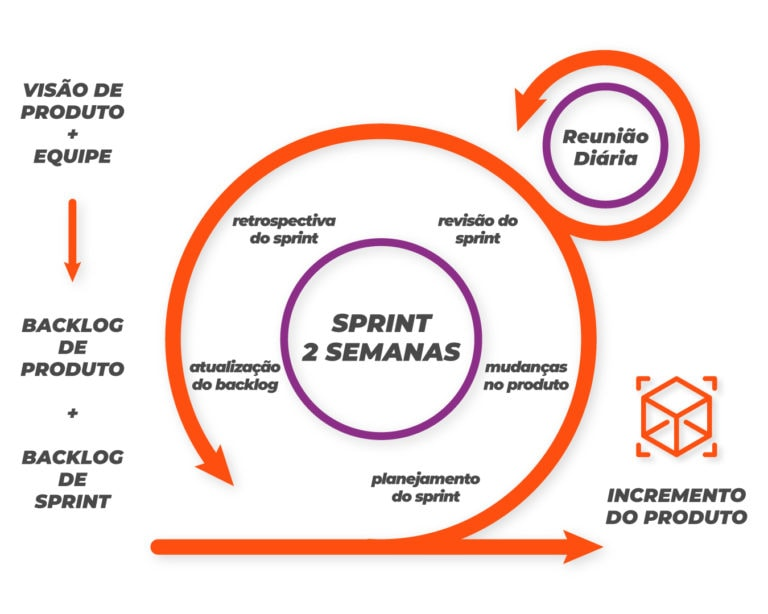 VISÃO DE
PRODUTO
+
EQUIPE
BACKLOG
DE
PRODUTO
+
BACKLOG
DE
SPRINT
Reunião
Diária
retrospectiva
do sprint
revisão do
sprint
SPRINT
2 SEMANAS
atualização
do backlog
mudanças
no produto
planejamento
do sprint
INCREMENTO
DO PRODUTO